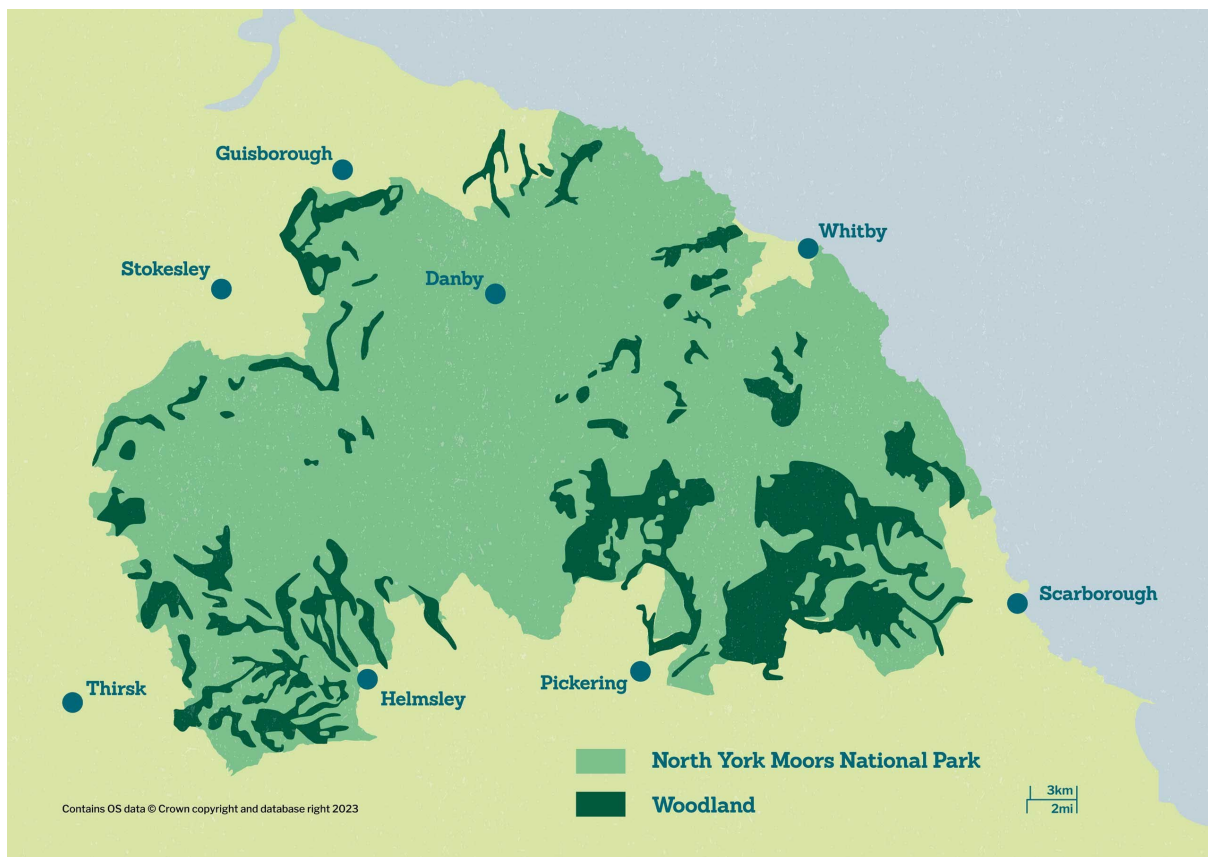 Guisborough
Whitby
Stokesley
Danby
Scarborough
Pickering
Thirsk
Helmsley
North York Moors National Park
Woodland
3km
2mi
Contains OS data © Crown copyright and database right 2023